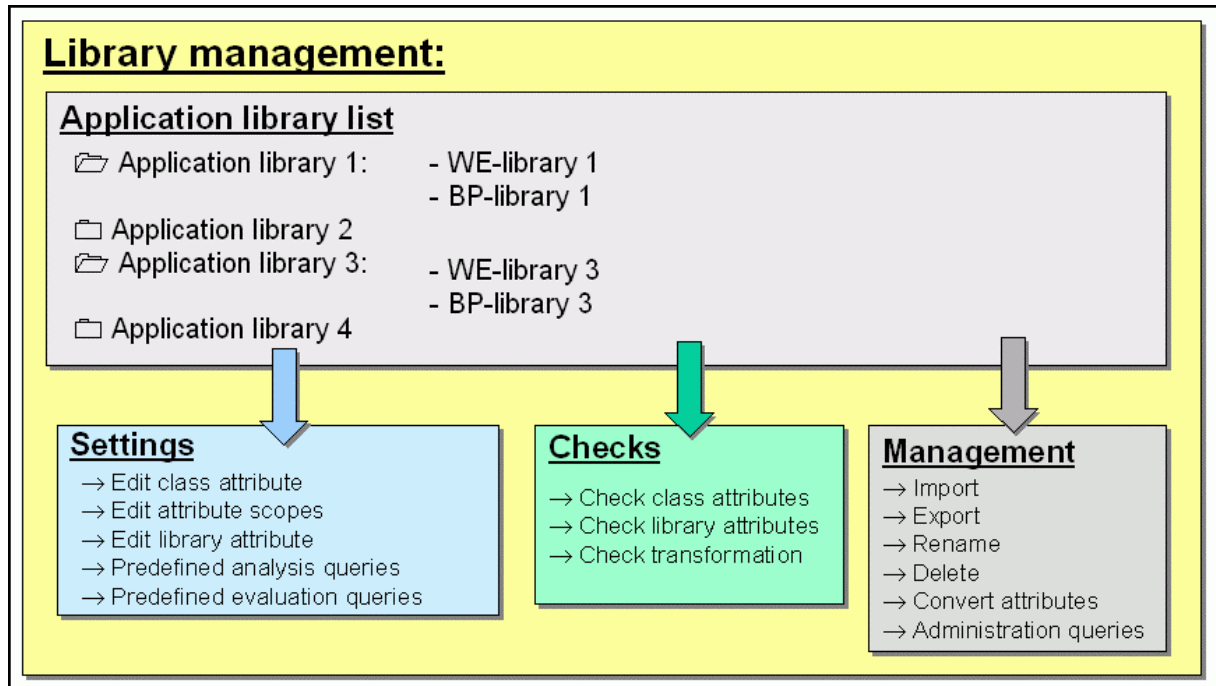 Library management:
Application library list
Application library 1: - WE-library 1
- BP-library 1
Application library 2
Application library 3: - WE-library 3
- BP-library 3
Application library 4
Settings
→ Edit class attribute
→ Edit attribute scopes
→ Edit library attribute
→ Predefined analysis queries
→ Predefined evaluation queries
Checks
→ Check class attributes
→ Check library attributes
→ Check transformation
Management
→ Import
→ Export
→ Rename
→ Delete
→ Convert attributes
→ Administration queries